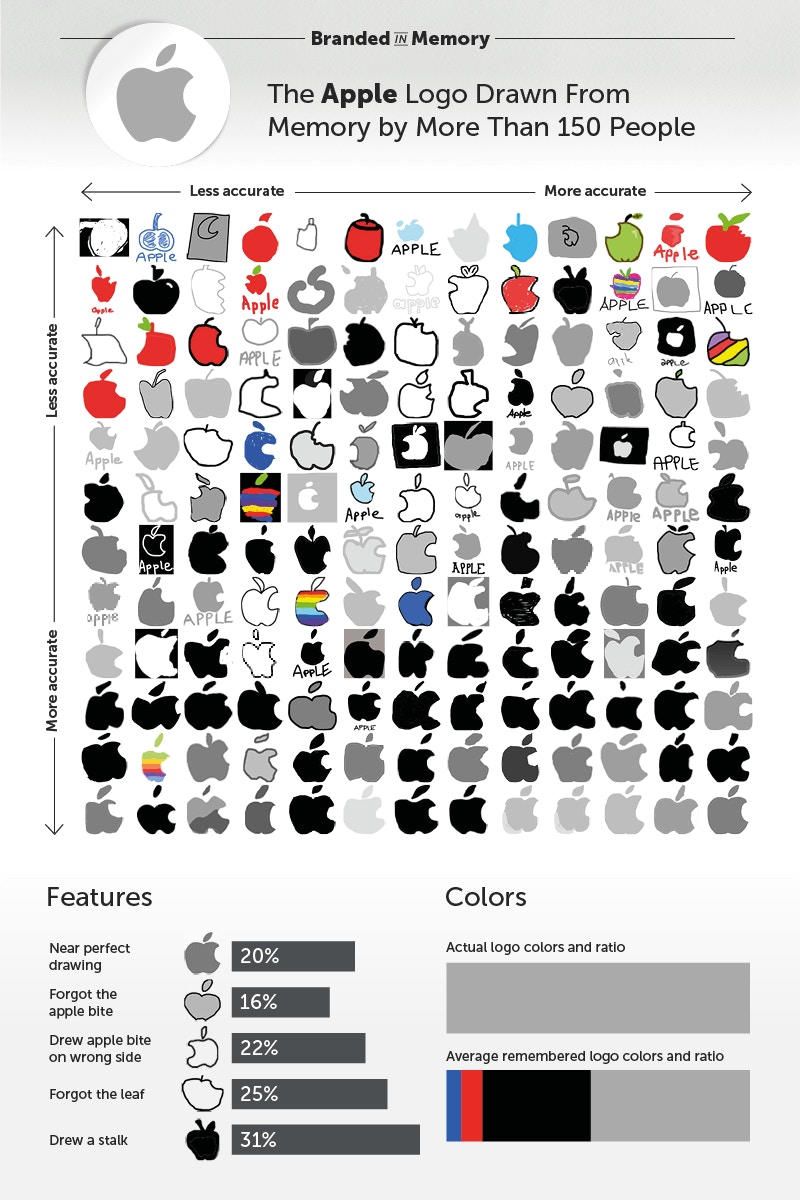 Branded IN Memory
The Apple Logo Drawn From
Memory by More Than 150 People
Less accurate
More accurate
Less accurate
More accurate
Apple
APPLE
Apple
Apple
Apple
apple
APPLE
APPLE
APPLE
apple
Apple
Apple
APPLE
APPLE
Apple
apple
Apple
APPLE
Apple
APPLE
APPLE
Apple
apple
APPLE
APPLE
APPLE
Features
Near perfect
drawing
20%
Forgot the
apple bite
16%
Drew apple bite
on wrong side
22%
Forgot the leaf
25%
Drew a stalk
31%
Colors
Actual logo colors and ratio
Average remembered logo colors and ratio